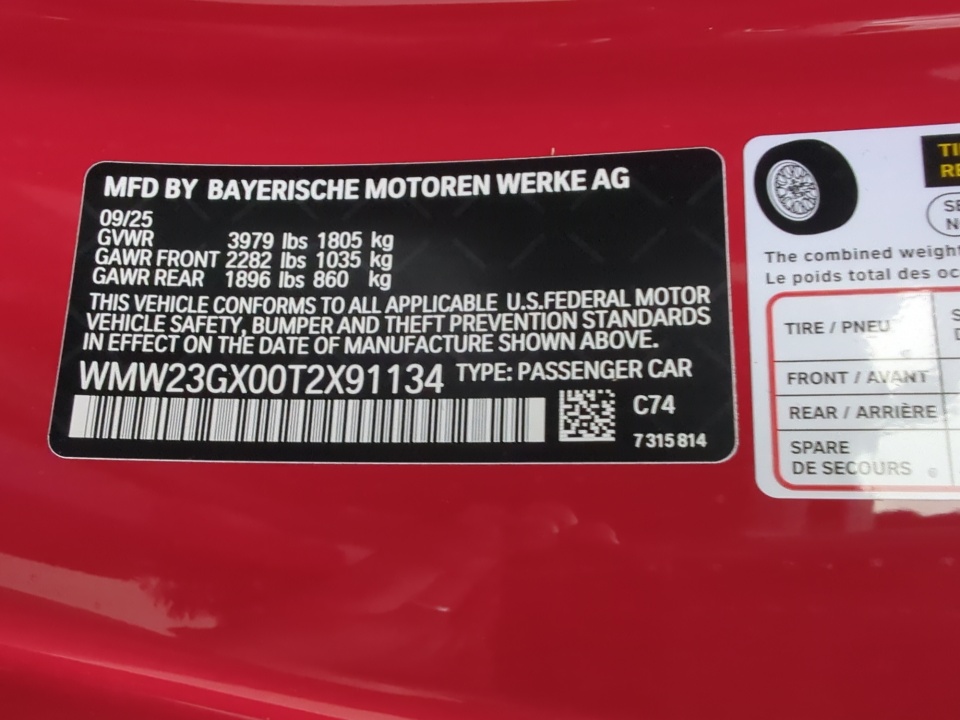 MFD BY BAYERISCHE MOTOREN WERKE AG
09/25
GVWR 3979 lbs 1805 kg
GAWR FRONT 2282 lbs 1035 kg
GAWR REAR 1896 lbs 860 kg
THIS VEHICLE CONFORMS TO ALL APPLICABLE U.S.FEDERAL MOTOR
VEHICLE SAFETY, BUMPER AND THEFT PREVENTION STANDARDS
IN EFFECT ON THE DATE OF MANUFACTURE SHOWN ABOVE.
WMW23GX00T2X91134 TYPE: PASSENGER CAR
C74
7315814
The combined weight
Le poids total des oc
TIRE / PNEU
FRONT / AVANT
REAR / ARRIÈRE
SPARE
DE SECOURS